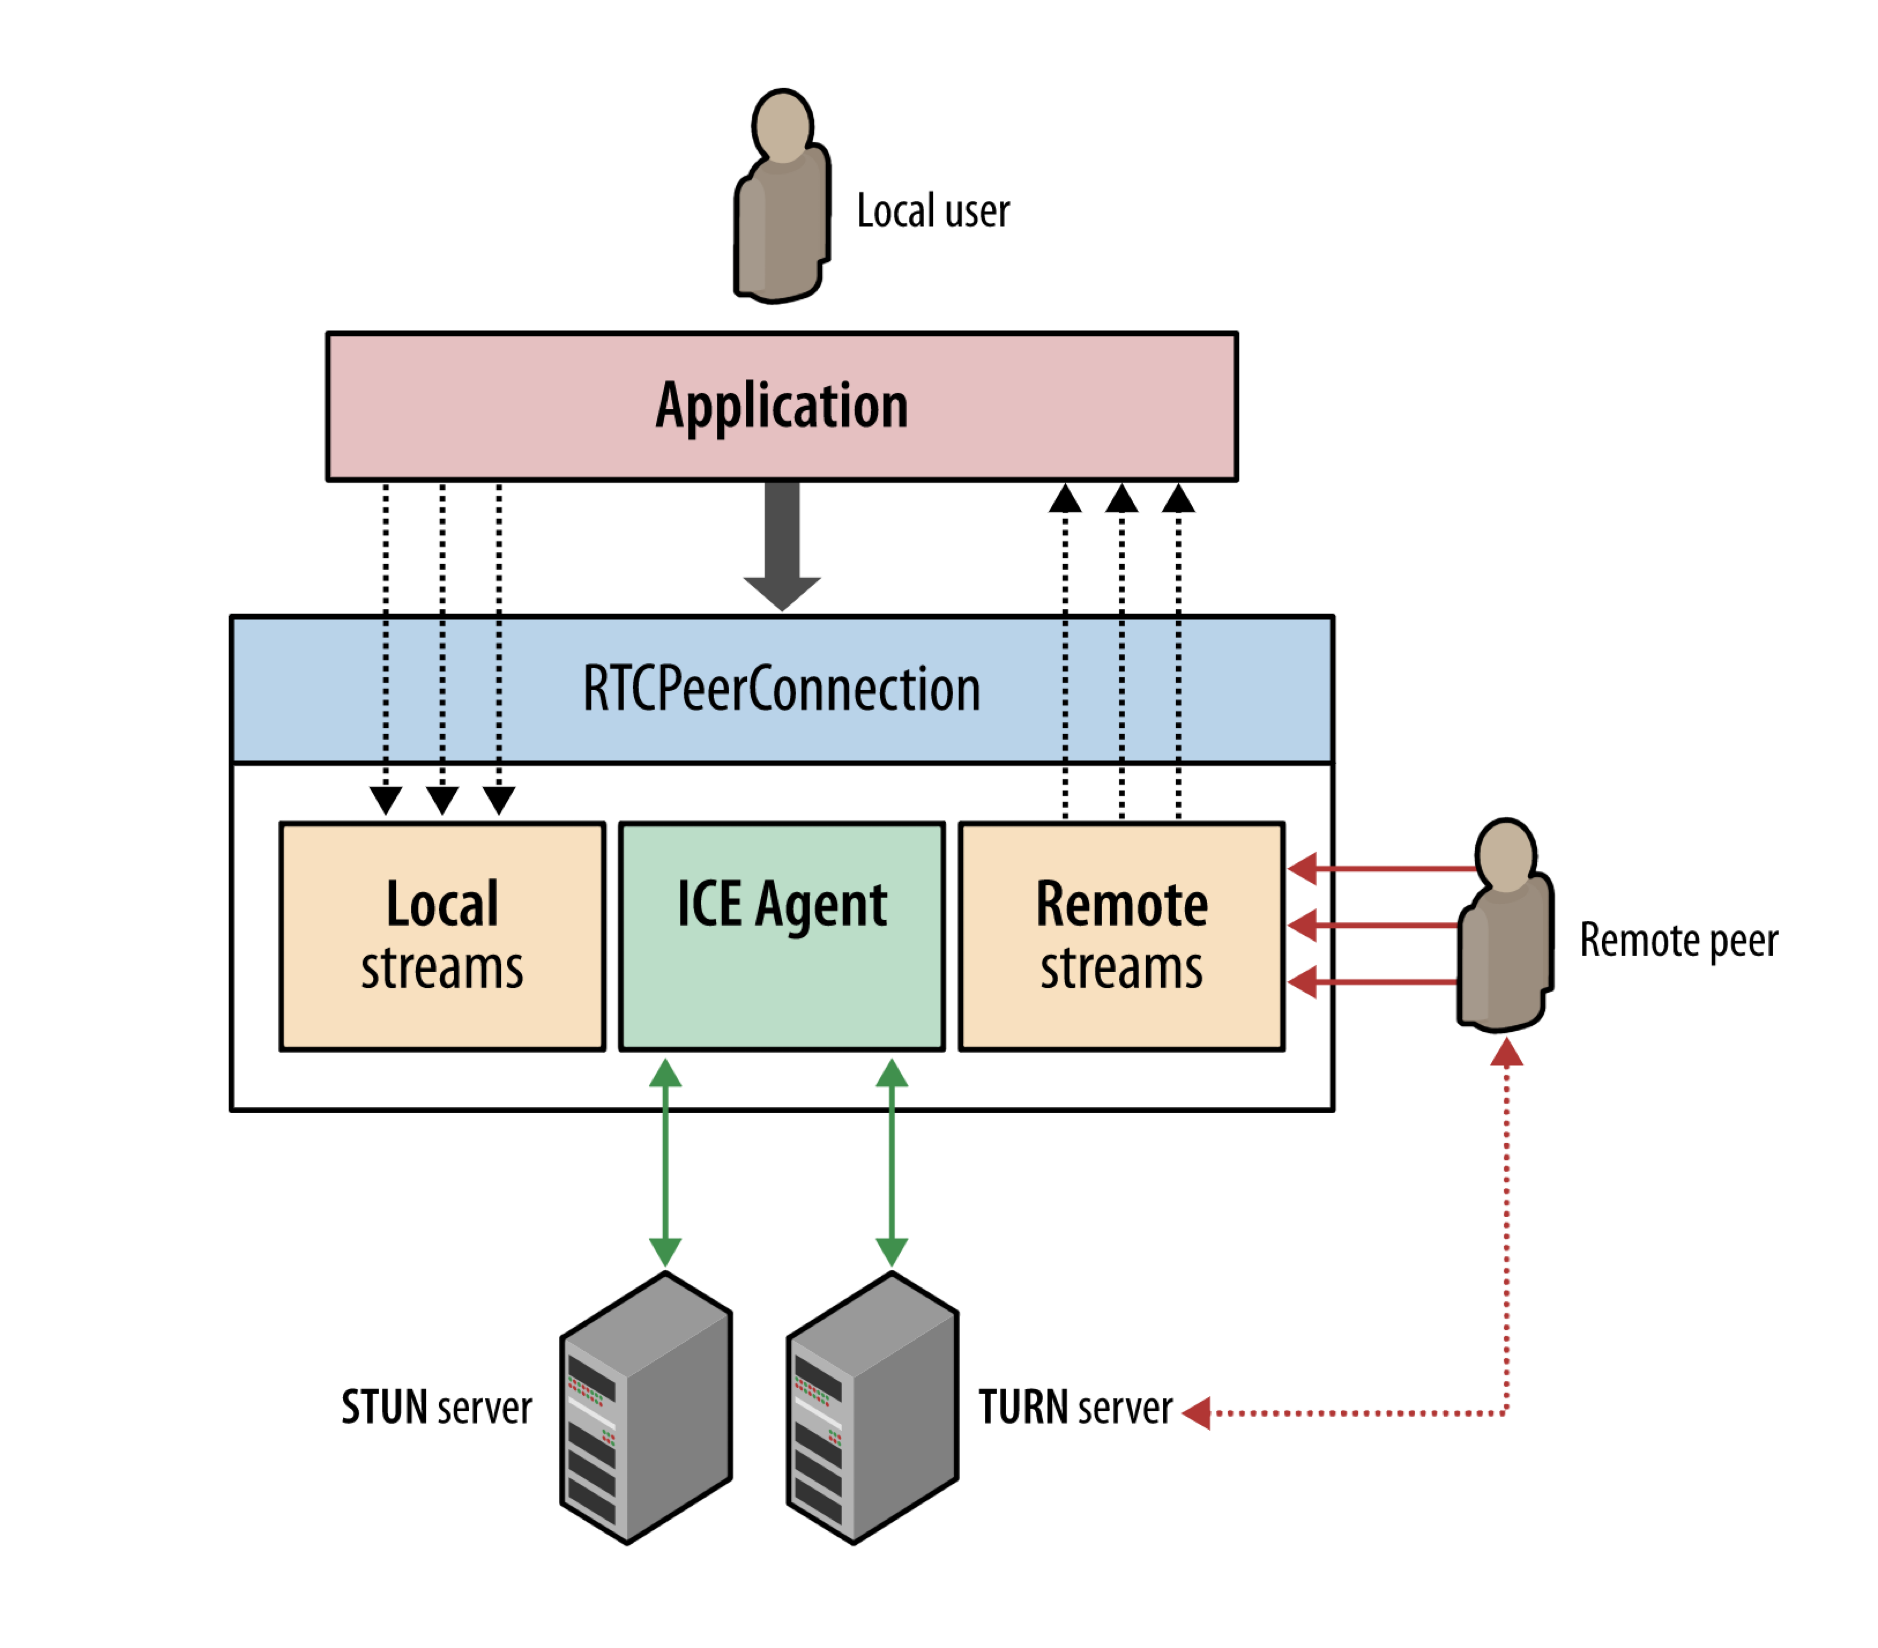 Local user
Application
RTCPeerConnection
Local
streams
ICE Agent
Remote
streams
Remote peer
STUN server
TURN server